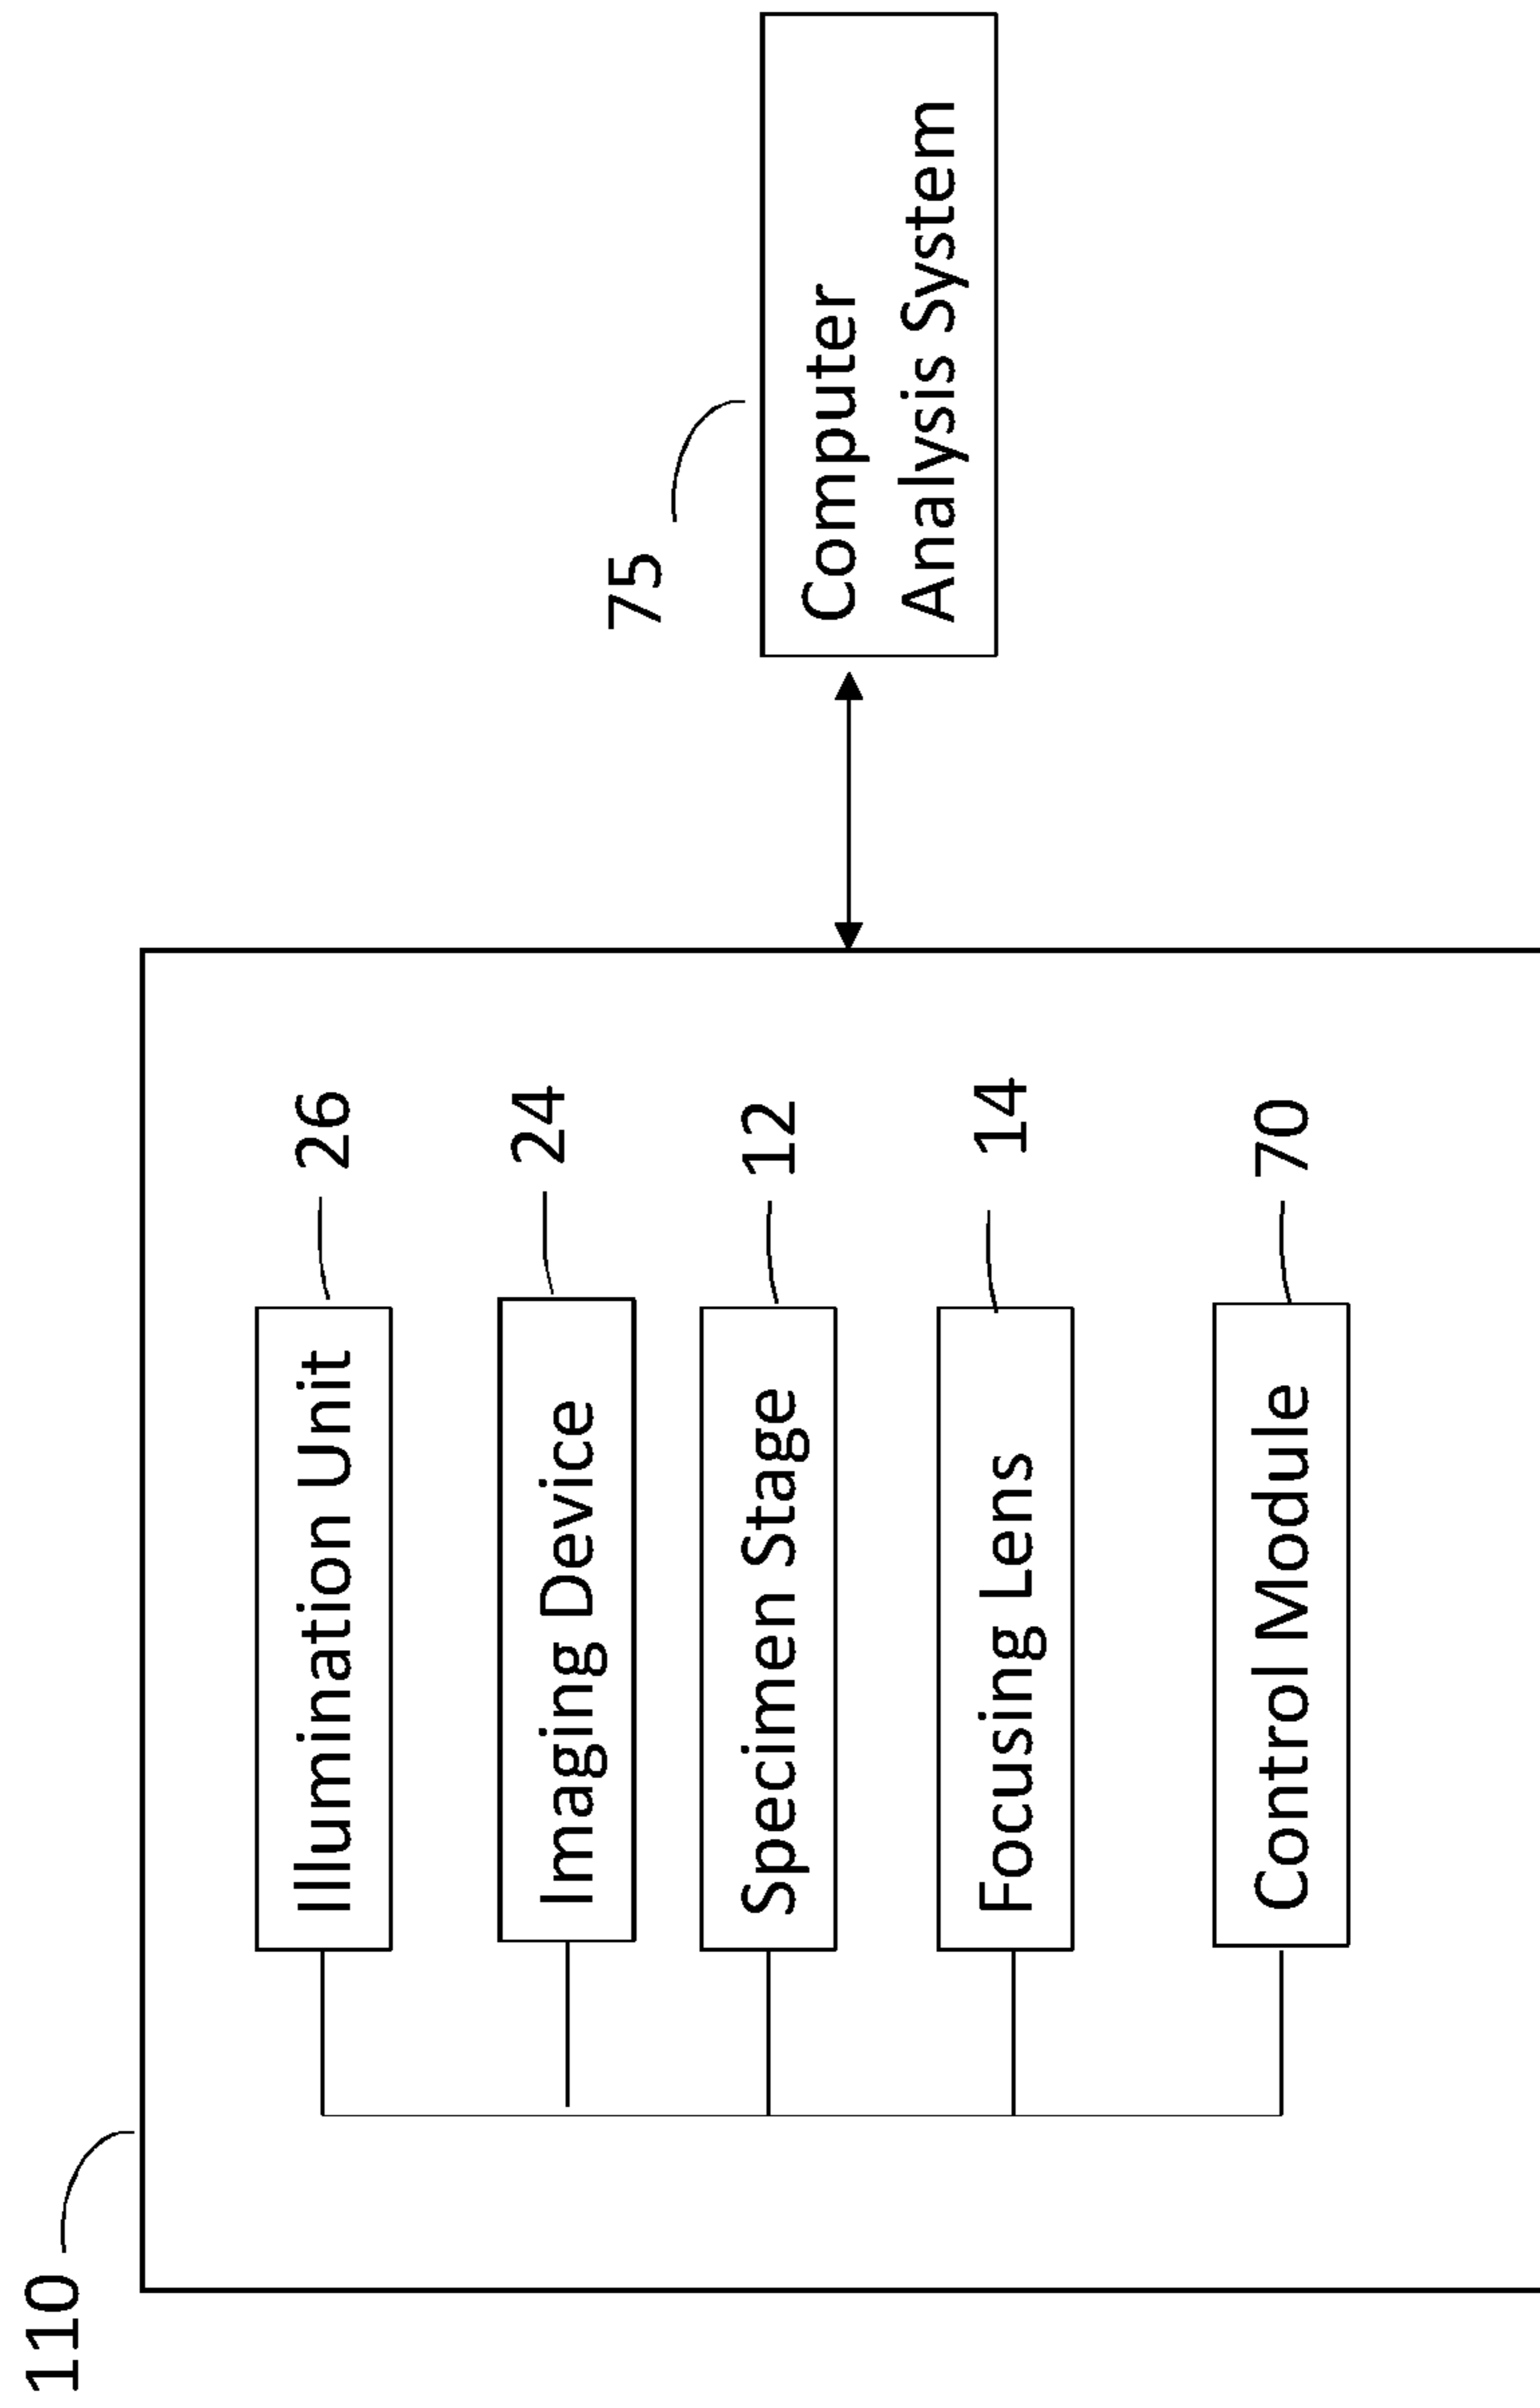 110
Illumination Unit
26
Imaging Device
24
Specimen Stage
12
Focusing Lens
14
Control Module
70
75
Computer
Analysis System